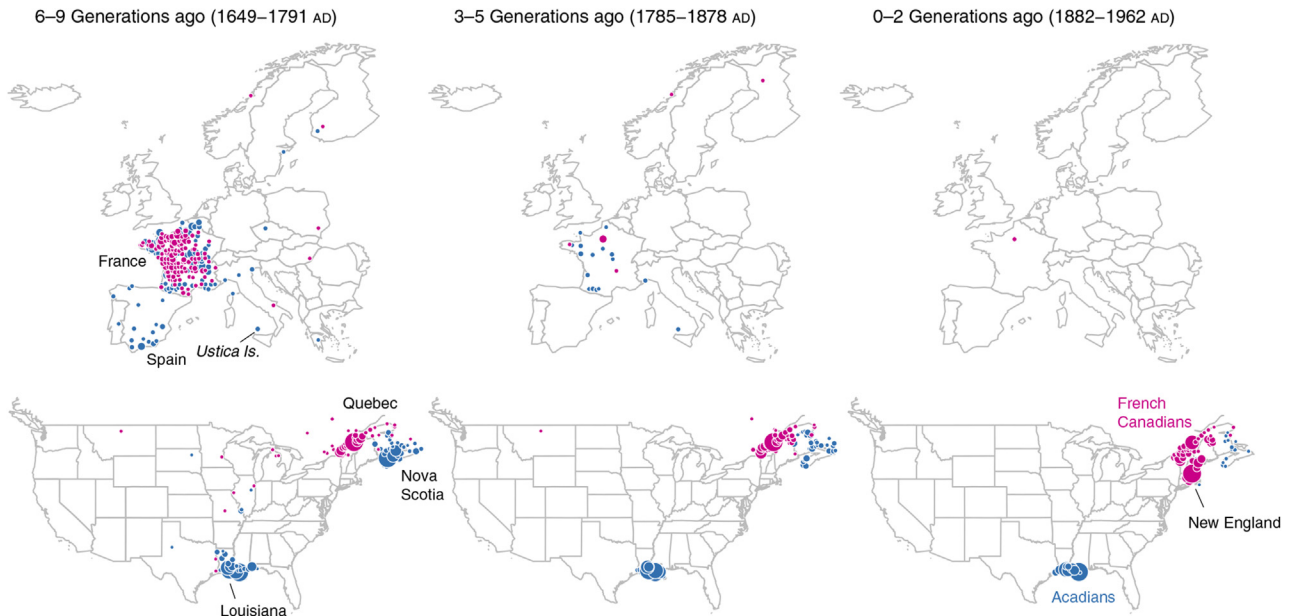 6–9 Generations ago (1649–1791 AD)
3–5 Generations ago (1785–1878 AD)
0–2 Generations ago (1882–1962 AD)
France
Spain
Ustica Is.
Quebec
Nova
Scotia
Louisiana
French
Canadians
New England
Acadians